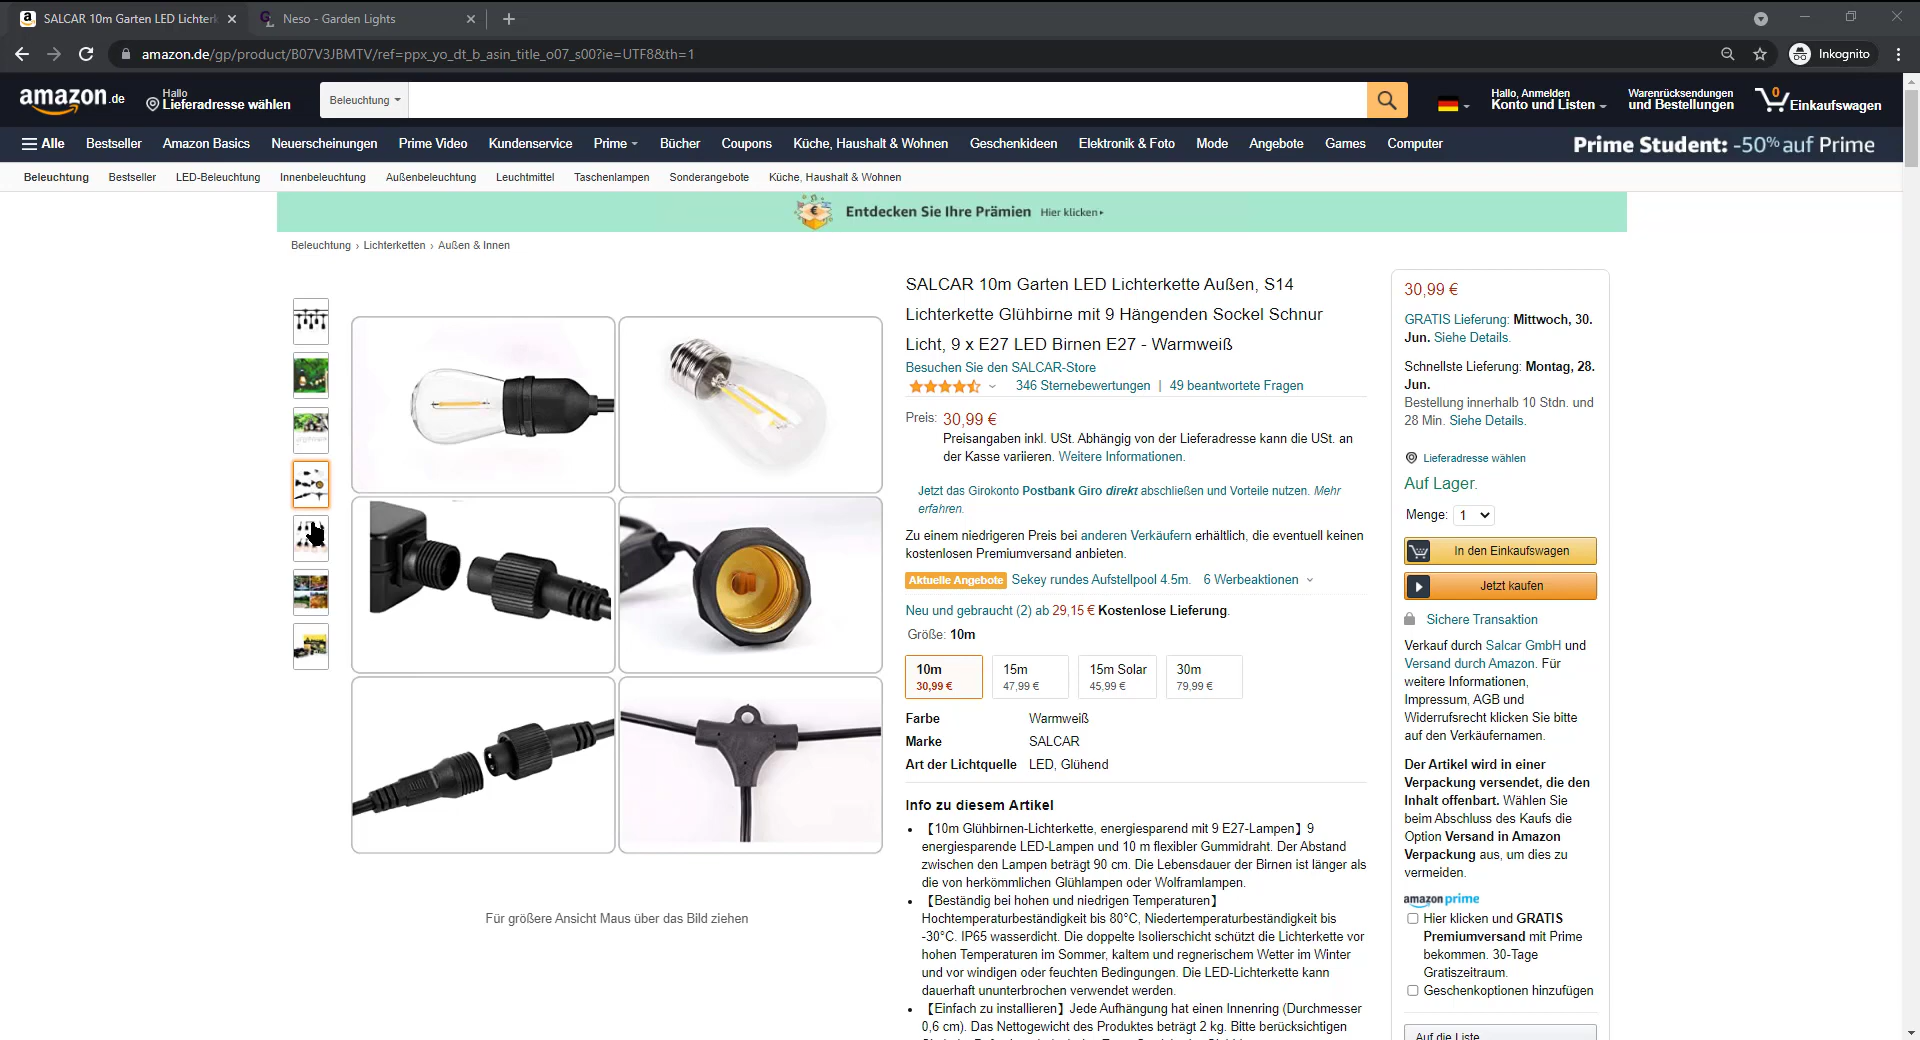 SALCAR 10m Garten LED Lichterk
Neso - Garden Lights
amazon.de/gp/product/B07V3JBMTV/ref=ppx_yo_dt_b_asin_title_o07_s00?ie=UTF8&th=1
Inkognito
amazon.de
Hallo
Lieferadresse wählen
Beleuchtung
Hallo, Anmelden
Konto und Listen
Warenrücksendungen
und Bestellungen
0
Einkaufswagen
Alle Bestseller Amazon Basics Neuerscheinungen Prime Video Kundenservice Prime Bücher Coupons Küche, Haushalt & Wohnen Geschenkideen Elektronik & Foto Mode Angebote Games Computer
Prime Student: -50% auf Prime
Beleuchtung Bestseller LED-Beleuchtung Innenbeleuchtung Außenbeleuchtung Leuchtmittel Taschenlampen Sonderangebote Küche, Haushalt & Wohnen
Entdecken Sie Ihre Prämien Hier klicken
Beleuchtung › Lichterketten › Außen & Innen
Für größere Ansicht Maus über das Bild ziehen
SALCAR 10m Garten LED Lichterkette Außen, S14
Lichterkette Glühbirne mit 9 Hängenden Sockel Schnur
Licht, 9 x E27 LED Birnen E27 - Warmweiß
Besuchen Sie den SALCAR-Store
346 Sternebewertungen | 49 beantwortete Fragen
Preis: 30,99 €
Preisangaben inkl. USt. Abhängig von der Lieferadresse kann die USt. an
der Kasse variieren. Weitere Informationen.
Jetzt das Girokonto Postbank Giro direkt abschließen und Vorteile nutzen. Mehr
erfahren.
Zu einem niedrigeren Preis bei anderen Verkäufern erhältlich, die eventuell keinen
kostenlosen Premiumversand anbieten.
Aktuelle Angebote Sekey rundes Aufstellpool 4.5m. 6 Werbeaktionen
Neu und gebraucht (2) ab 29,15 € Kostenlose Lieferung.
Größe: 10m
10m 15m 15m Solar 30m
30,99 € 47,99 € 45,99 € 79,99 €
Farbe Warmweiß
Marke SALCAR
Art der Lichtquelle LED, Glühend
Info zu diesem Artikel
• 【10m Glühbirnen-Lichterkette, energiesparend mit 9 E27-Lampen】9
energiesparende LED-Lampen und 10 m flexibler Gummidraht. Der Abstand
zwischen den Lampen beträgt 90 cm. Die Lebensdauer der Birnen ist länger als
die von herkömmlichen Glühlampen oder Wolframlampen.
• 【Beständig bei hohen und niedrigen Temperaturen】
Hochtemperaturbeständigkeit bis 80°C, Niedertemperaturbeständigkeit bis
-30°C. IP65 wasserdicht. Die doppelte Isolierschicht schützt die Lichterkette vor
hohen Temperaturen im Sommer, kaltem und regnerischem Wetter im Winter
und vor windigen oder feuchten Bedingungen. Die LED-Lichterkette kann
dauerhaft ununterbrochen verwendet werden.
• 【Einfach zu installieren】Jede Aufhängung hat einen Innenring (Durchmesser
0,6 cm). Das Nettogewicht des Produktes beträgt 2 kg. Bitte berücksichtigen
30,99 €
GRATIS Lieferung: Mittwoch, 30.
Jun. Siehe Details.
Schnellste Lieferung: Montag, 28.
Jun.
Bestellung innerhalb 10 Stdn. und
28 Min. Siehe Details.
Lieferadresse wählen
Auf Lager.
Menge: 1
In den Einkaufswagen
Jetzt kaufen
Sichere Transaktion
Verkauf durch Salcar GmbH und
Versand durch Amazon. Für
weitere Informationen,
Impressum, AGB und
Widerrufsrecht klicken Sie bitte
auf den Verkäufernamen.
Der Artikel wird in einer
Verpackung versendet, die den
Inhalt offenbart. Wählen Sie
beim Abschluss des Kaufs die
Option Versand in Amazon
Verpackung aus, um dies zu
vermeiden.
amazon prime
Hier klicken und GRATIS
Premiumversand mit Prime
bekommen. 30-Tage
Gratiszeitraum.
Geschenkoptionen hinzufügen
Auf die Liste